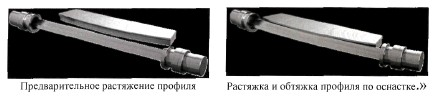 Предварительное растяжение профиля
Растяжка и обтяжка профиля по оснастке.»